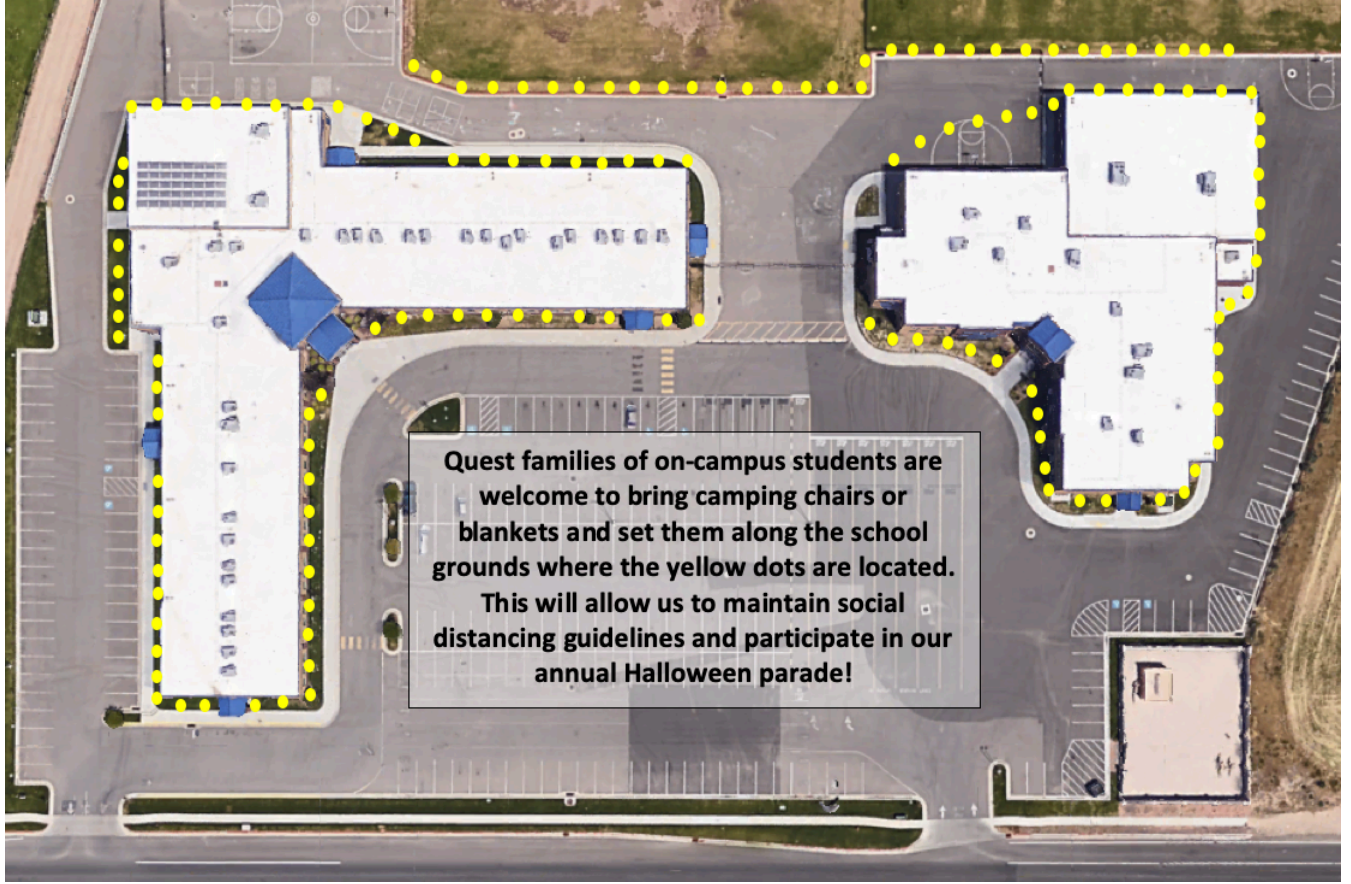 Quest families of on-campus students are
welcome to bring camping chairs or
blankets and set them along the school
grounds where the yellow dots are located.
This will allow us to maintain social
distancing guidelines and participate in our
annual Halloween parade!